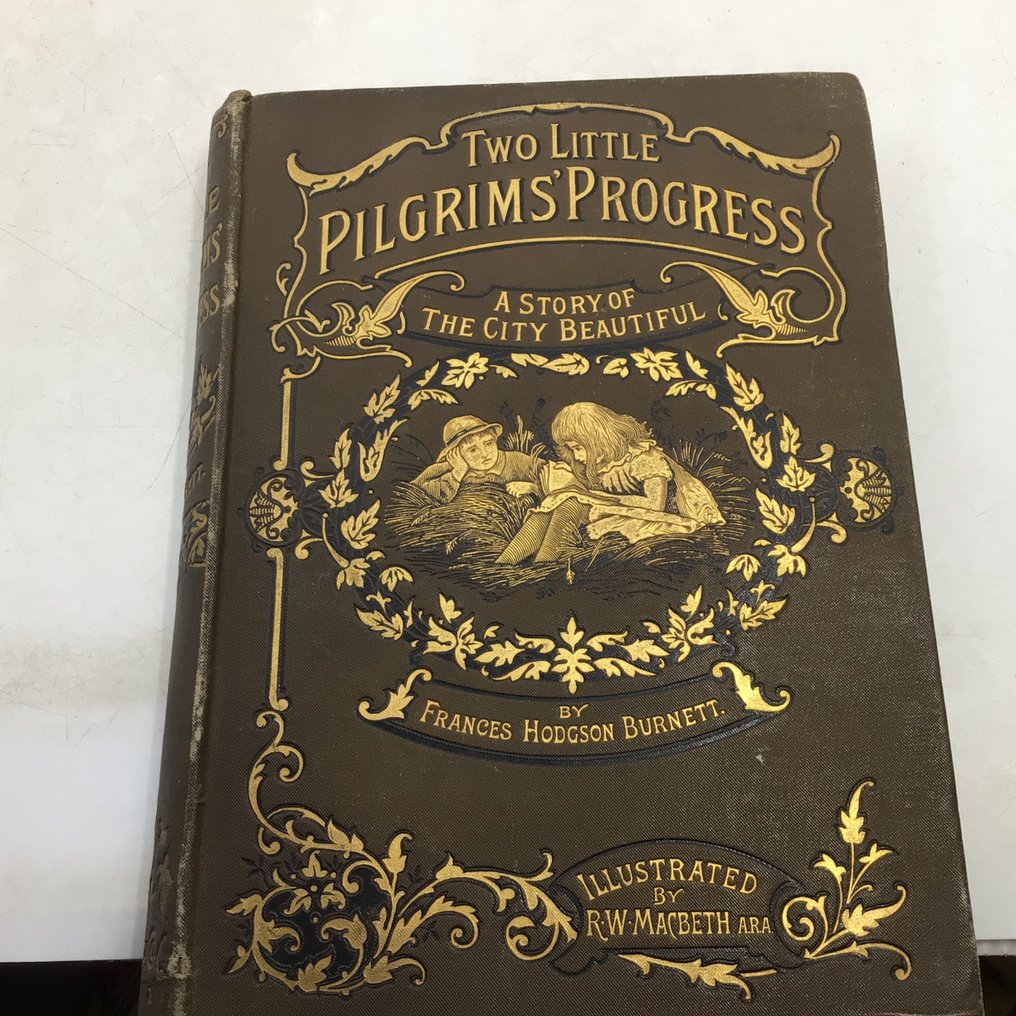 TWO LITTLE
PILGRIMS' PROGRESS
A STORY OF
THE CITY BEAUTIFUL
BY
FRANCES HODGSON BURNETT.
ILLUSTRATED
BY
R.W. MACBETH A.R.A.